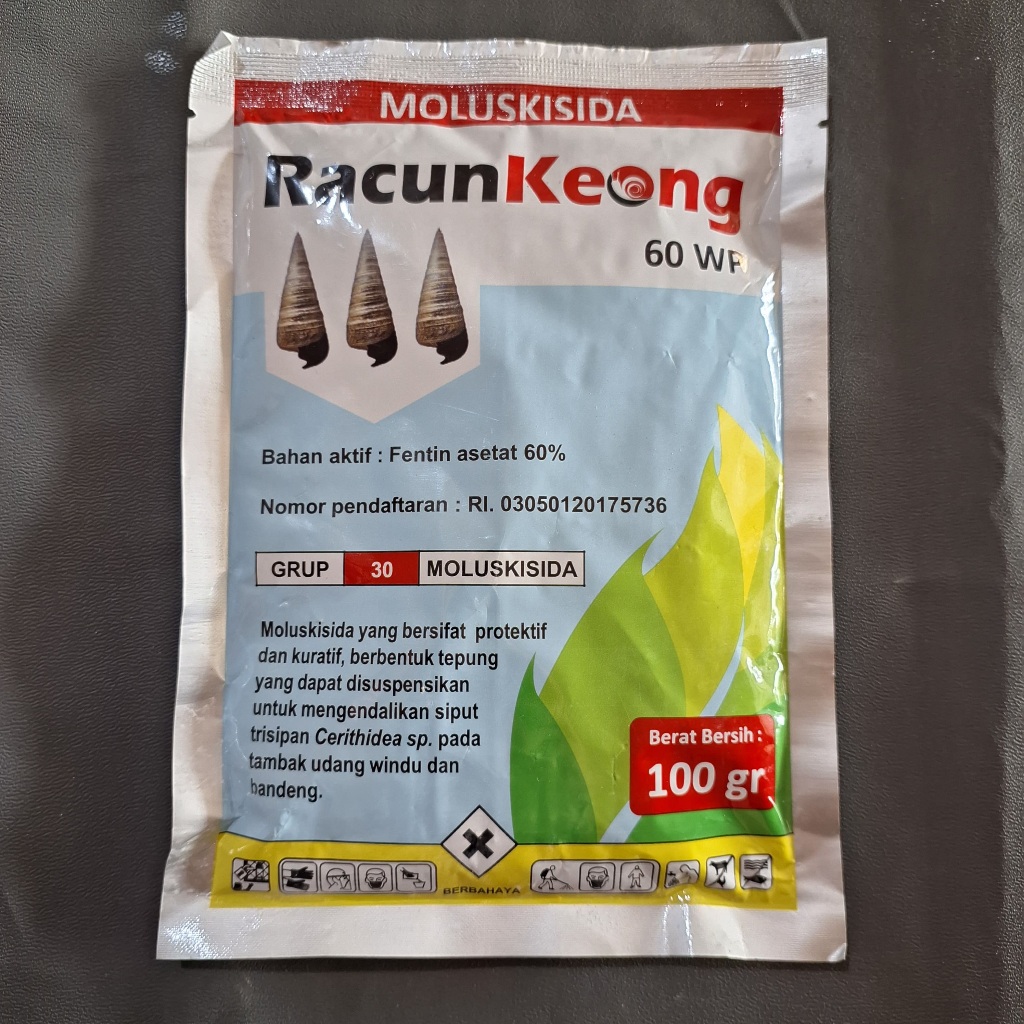 MOLUSKISIDA
RacunKeong
60 WP
Bahan aktif : Fentin asetat 60%
Nomor pendaftaran : RI. 03050120175736
GRUP 30 MOLUSKISIDA
Moluskisida yang bersifat protektif
dan kuratif, berbentuk tepung
yang dapat disuspensikan
untuk mengendalikan siput
trisipan Cerithidea sp. pada
tambak udang windu dan
bandeng.
Berat Bersih :
100 gr
BERBAHAYA